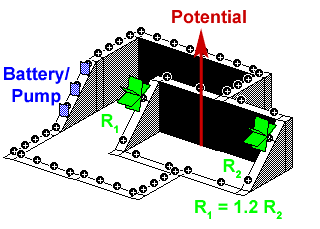 Potential
Battery/
Pump
R1
R2
R1 = 1.2 R2